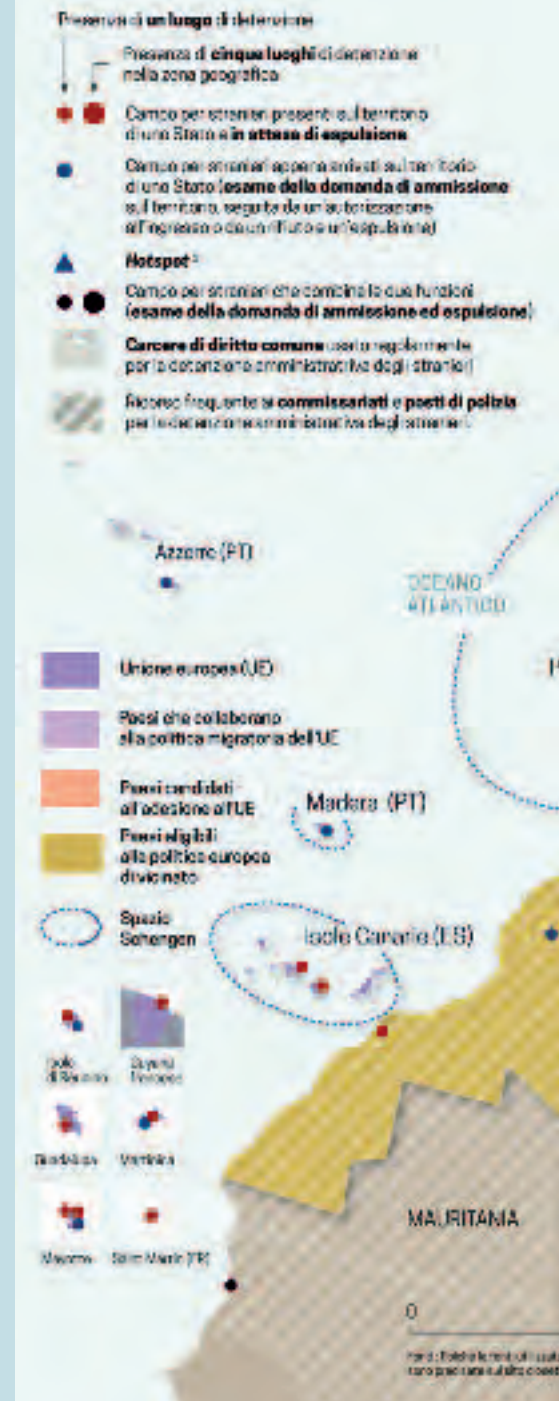 Presenza di un luogo di detenzione
Presenza di cinque luoghi di detenzione
nella zona geografica
Campo per stranieri presenti sul territorio
di uno Stato e in attesa di espulsione
Campo per stranieri appena arrivati sul territorio
di uno Stato (esame della domanda di ammissione
sul territorio, seguita da un'autorizzazione
all'ingresso o da un rifiuto e un'espulsione)
Hotspot
Campo per stranieri che combina le due funzioni
(esame della domanda di ammissione ed espulsione)
Carcere di diritto comune usato regolarmente
per la detenzione amministrativa degli stranieri
Ricorso frequente ai commissariati e posti di polizia
per la detenzione amministrativa degli stranieri
Azzorre (PT)
OCEANO
ATLANTICO
Unione europea (UE)
Paesi che collaborano
alla politica migratoria dell'UE
Paesi candidati
all'adesione all'UE
Madera (PT)
Paesi eligibili
alla politica europea
di vicinato
Spazio
Schengen
Isole Canarie (ES)
Guyana
francese
Guadalupa
Martinica
Mayotte
Saint Martin (FR)
MAURITANIA
0